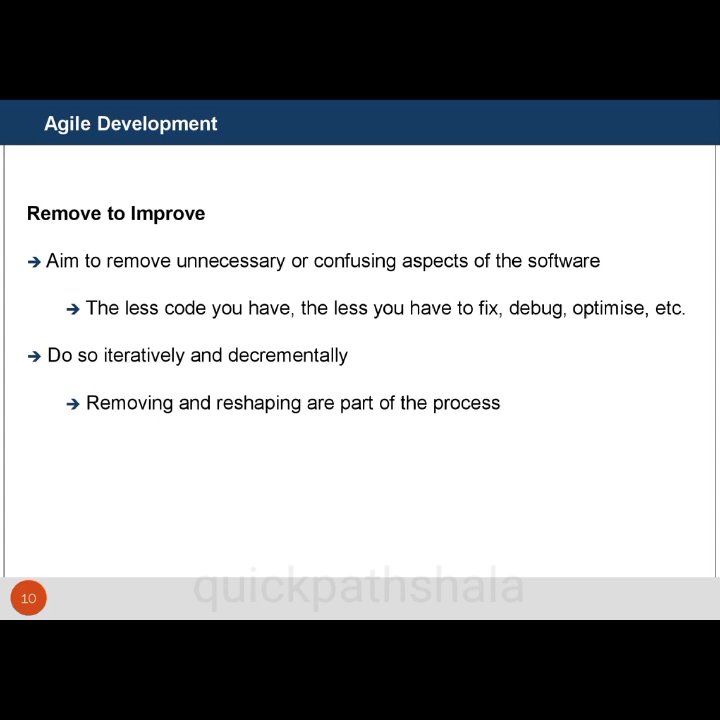 Agile Development
Remove to Improve
➔ Aim to remove unnecessary or confusing aspects of the software
➔ The less code you have, the less you have to fix, debug, optimise, etc.
➔ Do so iteratively and decrementally
➔ Removing and reshaping are part of the process
quickpathshala
10